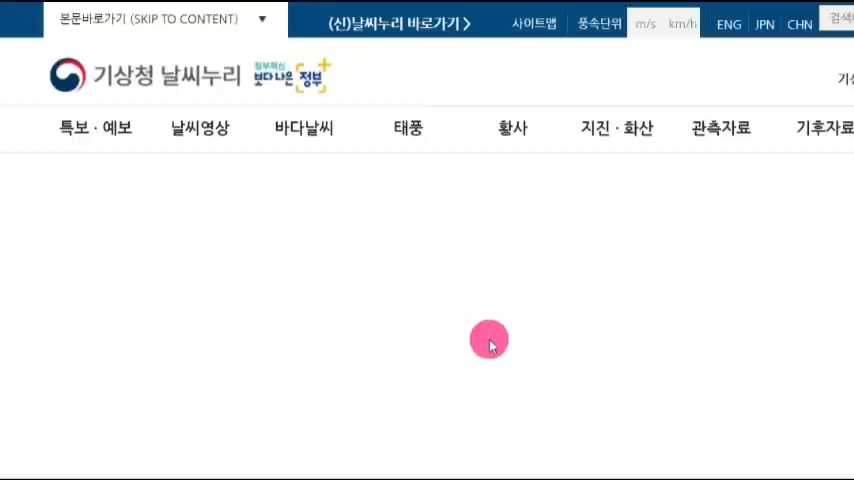 본문바로가기 (SKIP TO CONTENT) ▼
(신)날씨누리 바로가기 >
사이트맵
풍속단위 m/s km/h
ENG JPN CHN
검색
기상청 날씨누리
정부혁신
보다나은 정부
특보 · 예보 날씨영상 바다날씨 태풍 황사 지진 · 화산 관측자료 기후자료